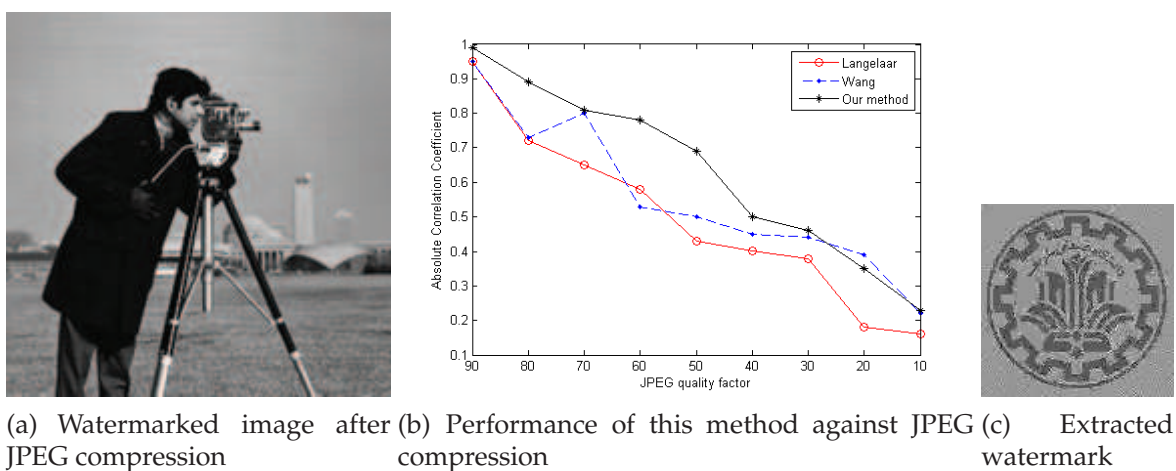 1
0.9
0.8
0.7
0.6
0.5
0.4
0.3
0.2
0.1
Absolute Correlation Coefficient
90 80 70 60 50 40 30 20 10
JPEG quality factor
Langelaar
Wang
Our method
(a) Watermarked image after
JPEG compression
(b) Performance of this method against JPEG
compression
(c) Extracted
watermark